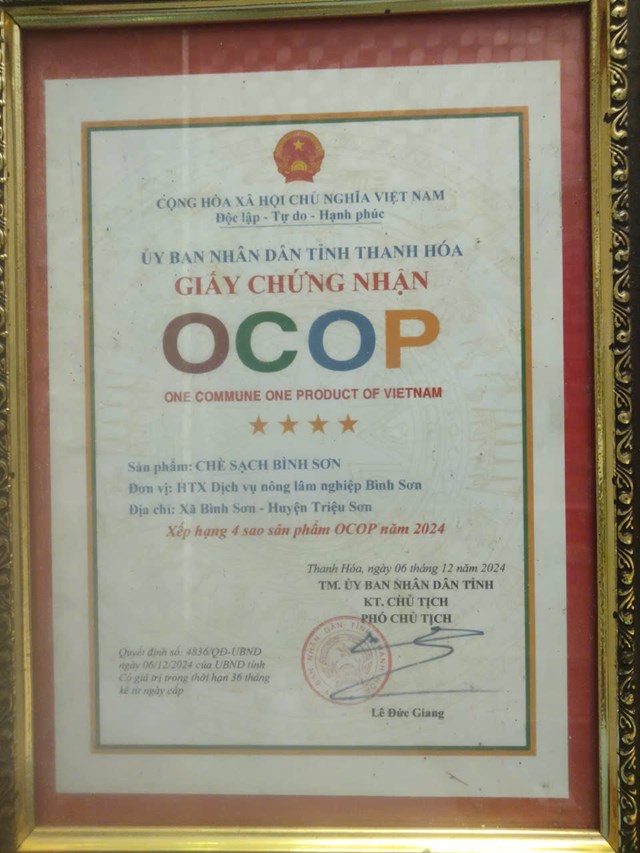 CỘNG HÒA XÃ HỘI CHỦ NGHĨA VIỆT NAM
Độc lập - Tự do - Hạnh phúc
ỦY BAN NHÂN DÂN TỈNH THANH HÓA
GIẤY CHỨNG NHẬN
OCOP
ONE COMMUNE ONE PRODUCT OF VIETNAM
Sản phẩm: CHÈ SẠCH BÌNH SƠN
Đơn vị: HTX Dịch vụ nông lâm nghiệp Bình Sơn
Địa chỉ: Xã Bình Sơn - Huyện Triệu Sơn
Xếp hạng 4 sao sản phẩm OCOP năm 2024
Thanh Hóa, ngày 06 tháng 12 năm 2024
TM. ỦY BAN NHÂN DÂN TỈNH
KT. CHỦ TỊCH
PHÓ CHỦ TỊCH
Quyết định số: 4836/QĐ-UBND
ngày 06/12/2024 của UBND tỉnh
Có giá trị trong thời hạn 36 tháng
kể từ ngày cấp
Lê Đức Giang